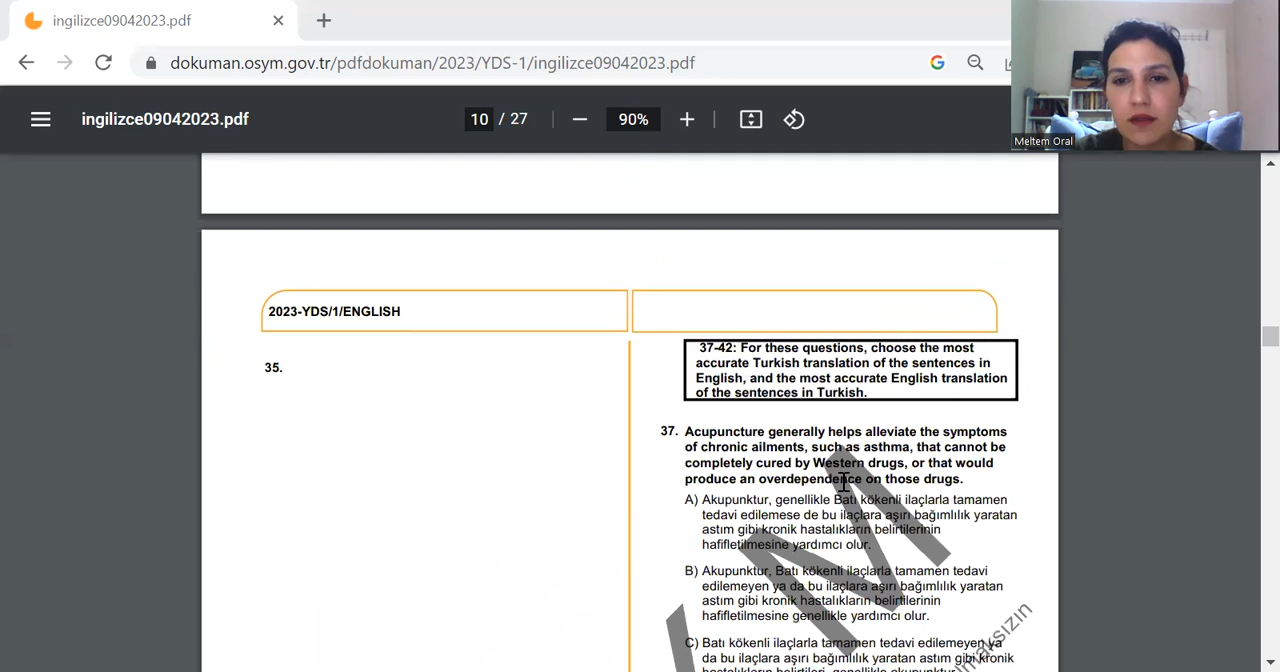 ingilizce09042023.pdf
dokuman.osym.gov.tr/pdfdokuman/2023/YDS-1/ingilizce09042023.pdf
ingilizce09042023.pdf
10 / 27
90%
Meltem Oral
2023-YDS/1/ENGLISH
35.
37-42: For these questions, choose the most
accurate Turkish translation of the sentences in
English, and the most accurate English translation
of the sentences in Turkish.
37. Acupuncture generally helps alleviate the symptoms
of chronic ailments, such as asthma, that cannot be
completely cured by Western drugs, or that would
produce an overdependence on those drugs.
A) Akupunktur, genellikle Batı kökenli ilaçlarla tamamen
tedavi edilemese de bu ilaçlara aşırı bağımlılık yaratan
astım gibi kronik hastalıkların belirtilerinin
hafifletilmesine yardımcı olur.
B) Akupunktur, Batı kökenli ilaçlarla tamamen tedavi
edilemeyen ya da bu ilaçlara aşırı bağımlılık yaratan
astım gibi kronik hastalıkların belirtilerinin
hafifletilmesine genellikle yardımcı olur.
C) Batı kökenli ilaçlarla tamamen tedavi edilemeyen ya
da bu ilaçlara aşırı bağımlılık yaratan astım gibi kronik
hastalıkların belirtileri, genellikle akupunktur